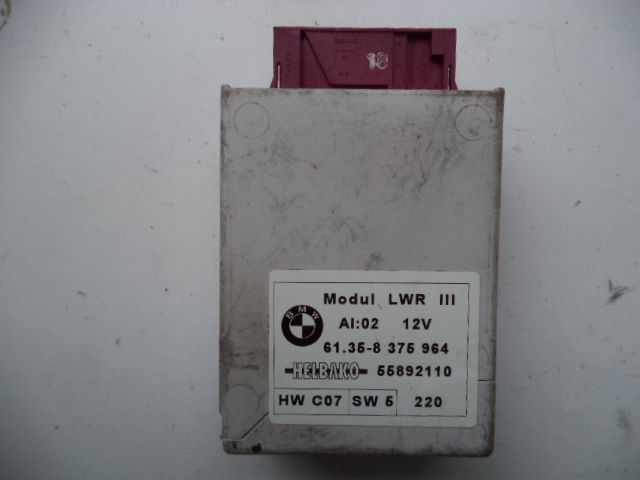 18
Modul LWR III
BMW
AI:02 12V
61.35-8 375 964
HELBAKO 55892110
HW C07 SW 5 220